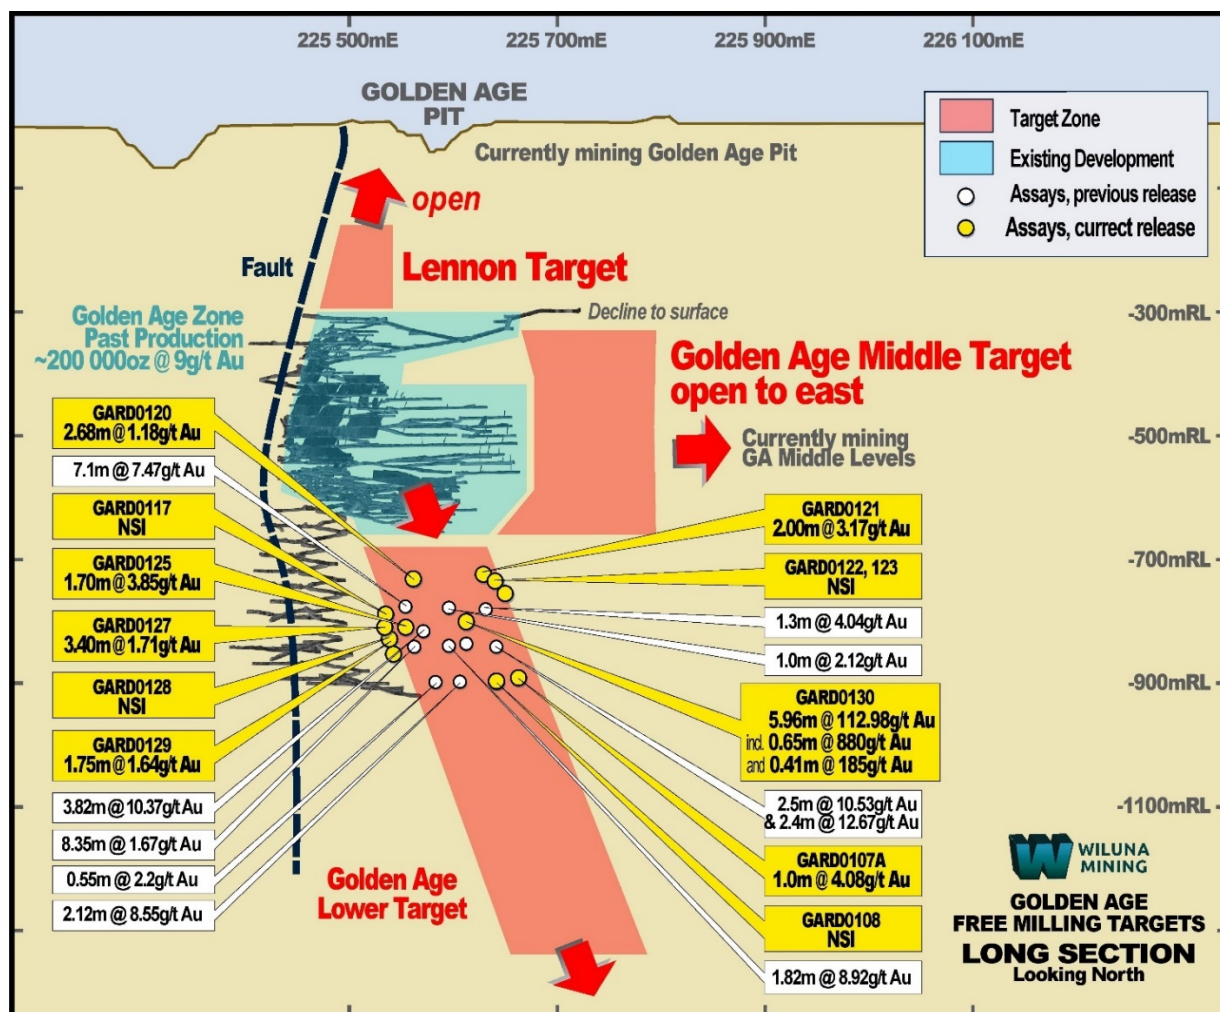 225 500mE
225 700mE
225 900mE
226 100mE
GOLDEN AGE
PIT
Currently mining Golden Age Pit
Target Zone
Existing Development
Assays, previous release
Assays, currect release
open
Fault
Lennon Target
Golden Age Zone
Past Production
~200 000oz @ 9g/t Au
Decline to surface
-300mRL
Golden Age Middle Target
open to east
Currently mining
GA Middle Levels
-500mRL
-700mRL
-900mRL
-1100mRL
GARD0120
2.68m @ 1.18g/t Au
7.1m @ 7.47g/t Au
GARD0117
NSI
GARD0125
1.70m @ 3.85g/t Au
GARD0127
3.40m @ 1.71g/t Au
GARD0128
NSI
GARD0129
1.75m @ 1.64g/t Au
3.82m @ 10.37g/t Au
8.35m @ 1.67g/t Au
0.55m @ 2.2g/t Au
2.12m @ 8.55g/t Au
GARD0121
2.00m @ 3.17g/t Au
GARD0122, 123
NSI
1.3m @ 4.04g/t Au
1.0m @ 2.12g/t Au
GARD0130
5.96m @ 112.98g/t Au
incl. 0.65m @ 880g/t Au
and 0.41m @ 185g/t Au
2.5m @ 10.53g/t Au
& 2.4m @ 12.67g/t Au
GARD0107A
1.0m @ 4.08g/t Au
GARD0108
NSI
1.82m @ 8.92g/t Au
Golden Age
Lower Target
WILUNA
MINING
GOLDEN AGE
FREE MILLING TARGETS
LONG SECTION
Looking North